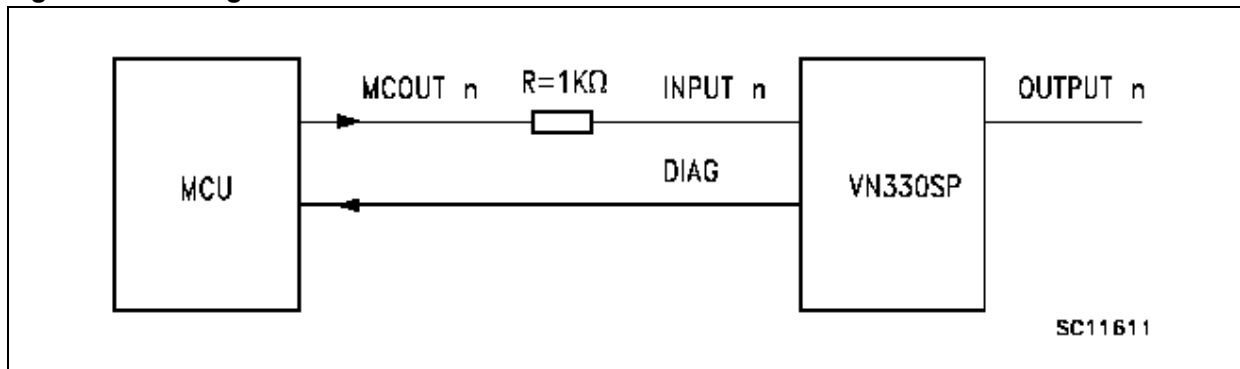 MCOUT n R=1KΩ INPUT n OUTPUT n
DIAG
MCU VN330SP
SC11611